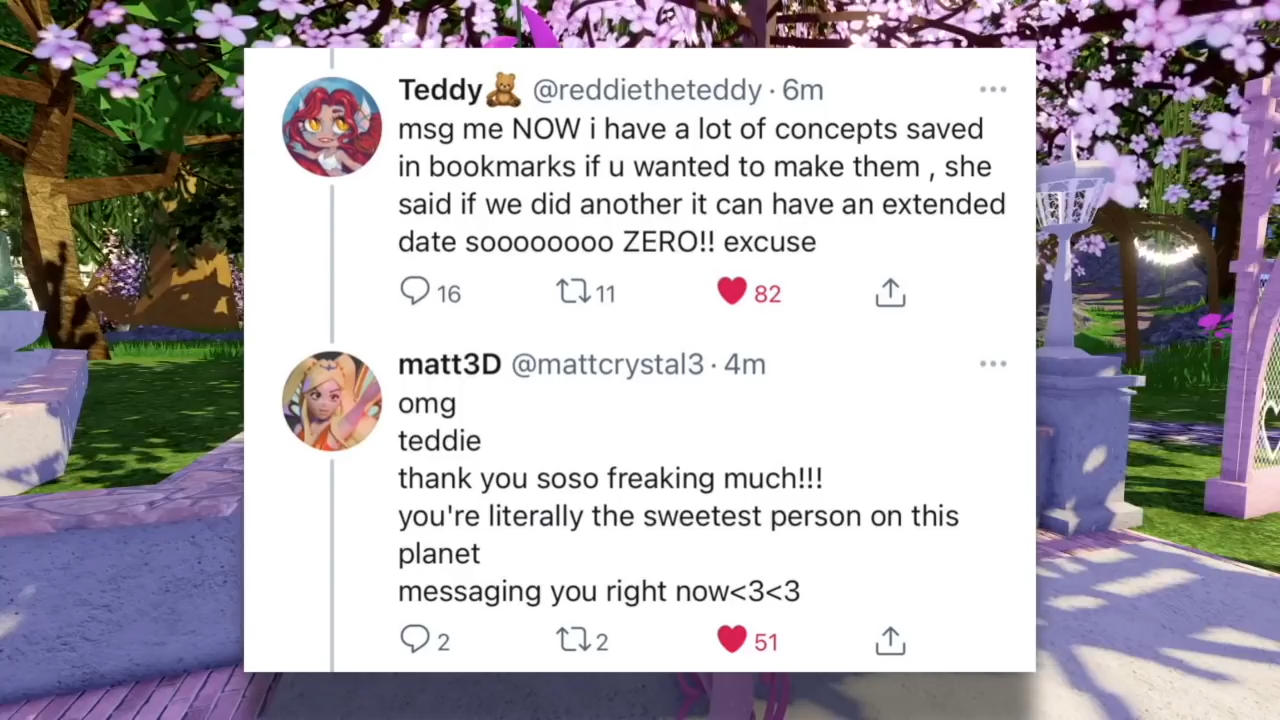 Teddy🧸 @reddietheteddy · 6m
msg me NOW i have a lot of concepts saved
in bookmarks if u wanted to make them , she
said if we did another it can have an extended
date soooooooo ZERO!! excuse
16 11 82
matt3D @mattcrystal3 · 4m
omg
teddie
thank you soso freaking much!!!
you're literally the sweetest person on this
planet
messaging you right now<3<3
2 2 51